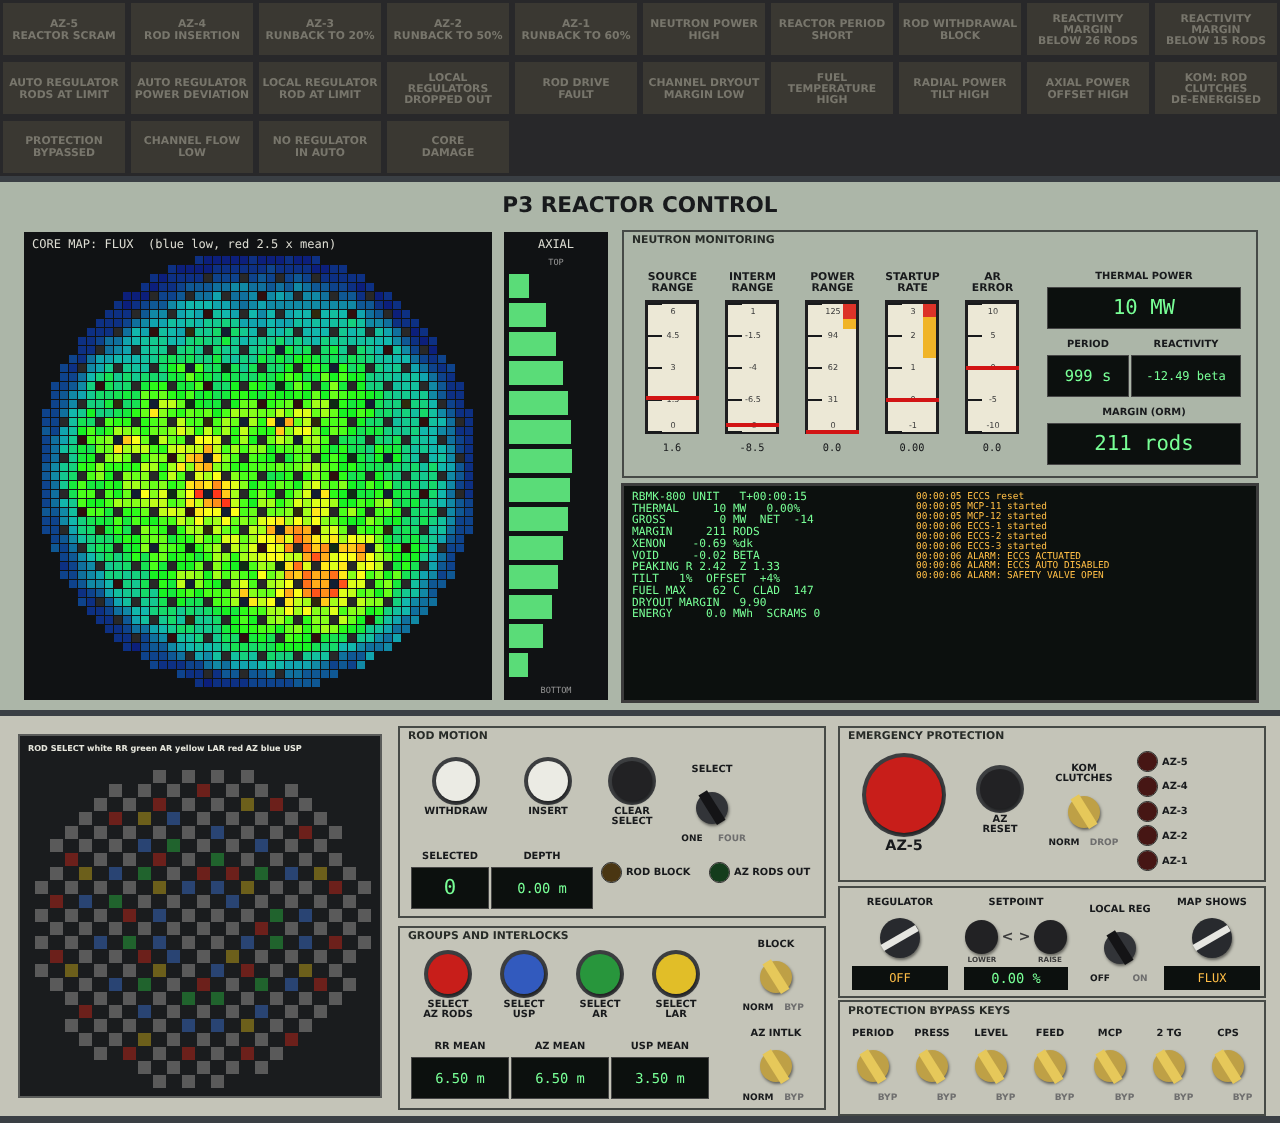 AZ-5
REACTOR SCRAM
AZ-4
ROD INSERTION
AZ-3
RUNBACK TO 20%
AZ-2
RUNBACK TO 50%
AZ-1
RUNBACK TO 60%
NEUTRON POWER
HIGH
REACTOR PERIOD
SHORT
ROD WITHDRAWAL
BLOCK
REACTIVITY
MARGIN
BELOW 26 RODS
REACTIVITY
MARGIN
BELOW 15 RODS
AUTO REGULATOR
RODS AT LIMIT
AUTO REGULATOR
POWER DEVIATION
LOCAL REGULATOR
ROD AT LIMIT
LOCAL
REGULATORS
DROPPED OUT
ROD DRIVE
FAULT
CHANNEL DRYOUT
MARGIN LOW
FUEL
TEMPERATURE
HIGH
RADIAL POWER
TILT HIGH
AXIAL POWER
OFFSET HIGH
KOM: ROD
CLUTCHES
DE-ENERGISED
PROTECTION
BYPASSED
CHANNEL FLOW
LOW
NO REGULATOR
IN AUTO
CORE
DAMAGE
P3 REACTOR CONTROL
CORE MAP: FLUX (blue low, red 2.5 x mean)
AXIAL
TOP
BOTTOM
NEUTRON MONITORING
SOURCE
RANGE
6
4.5
3
0
1.6
INTERM
RANGE
1
-1.5
-4
-6.5
-8.5
POWER
RANGE
125
94
62
31
0
0.0
STARTUP
RATE
3
2
1
-1
0.00
AR
ERROR
10
5
-5
-10
0.0
THERMAL POWER
10 MW
PERIOD
999 s
REACTIVITY
-12.49 beta
MARGIN (ORM)
211 rods
RBMK-800 UNIT T+00:00:15
THERMAL 10 MW 0.00%
GROSS 0 MW NET -14
MARGIN 211 RODS
XENON -0.69 %dk
VOID -0.02 BETA
PEAKING R 2.42 Z 1.33
TILT 1% OFFSET +4%
FUEL MAX 62 C CLAD 147
DRYOUT MARGIN 9.90
ENERGY 0.0 MWh SCRAMS 0
00:00:05 ECCS reset
00:00:05 MCP-11 started
00:00:05 MCP-12 started
00:00:06 ECCS-1 started
00:00:06 ECCS-2 started
00:00:06 ECCS-3 started
00:00:06 ALARM: ECCS ACTUATED
00:00:06 ALARM: ECCS AUTO DISABLED
00:00:06 ALARM: SAFETY VALVE OPEN
ROD SELECT white RR green AR yellow LAR red AZ blue USP
ROD MOTION
WITHDRAW
INSERT
CLEAR
SELECT
SELECT
ONE FOUR
SELECTED
0
DEPTH
0.00 m
ROD BLOCK
AZ RODS OUT
GROUPS AND INTERLOCKS
SELECT
AZ RODS
SELECT
USP
SELECT
AR
SELECT
LAR
BLOCK
NORM BYP
RR MEAN
6.50 m
AZ MEAN
6.50 m
USP MEAN
3.50 m
AZ INTLK
NORM BYP
EMERGENCY PROTECTION
AZ-5
AZ
RESET
KOM
CLUTCHES
NORM DROP
AZ-5
AZ-4
AZ-3
AZ-2
AZ-1
REGULATOR
OFF
SETPOINT
< >
LOWER
RAISE
0.00 %
LOCAL REG
OFF ON
MAP SHOWS
FLUX
PROTECTION BYPASS KEYS
PERIOD PRESS LEVEL FEED MCP 2 TG CPS
BYP BYP BYP BYP BYP BYP BYP